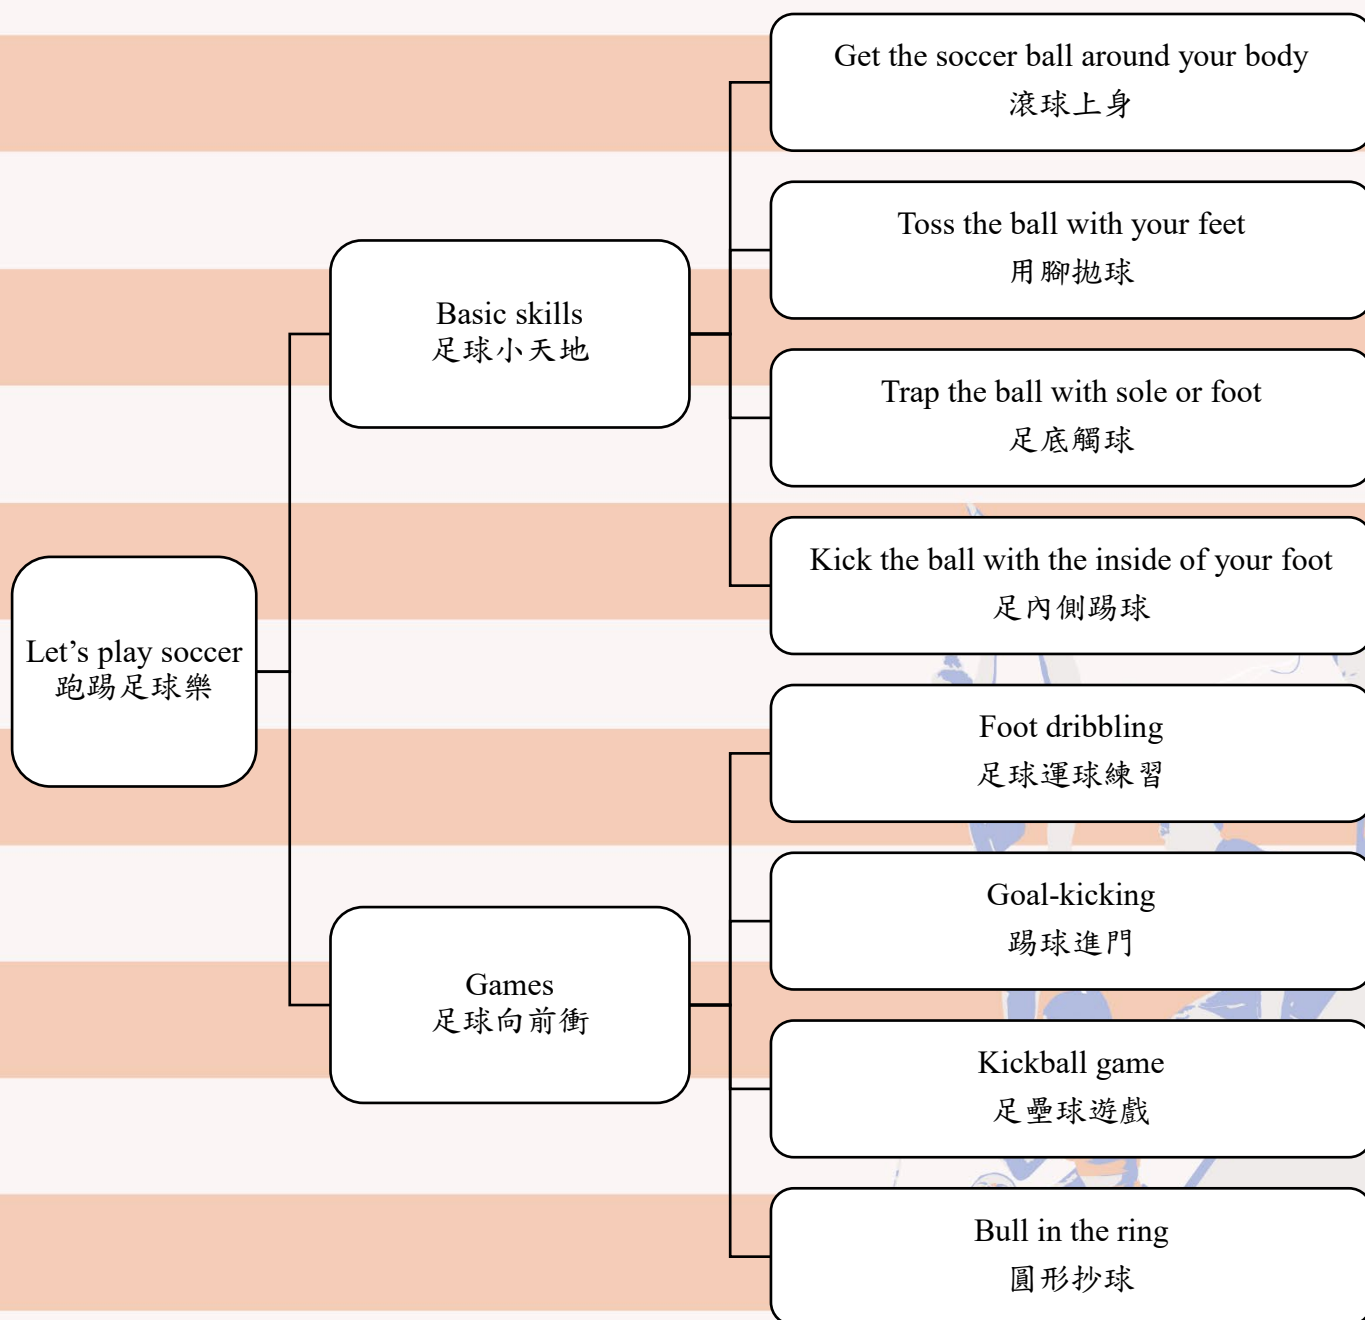 Let’s play soccer
跑踢足球樂
Basic skills
足球小天地
Get the soccer ball around your body
滾球上身
Toss the ball with your feet
用腳拋球
Trap the ball with sole or foot
足底觸球
Kick the ball with the inside of your foot
足內側踢球
Games
足球向前衝
Foot dribbling
足球運球練習
Goal-kicking
踢球進門
Kickball game
足壘球遊戲
Bull in the ring
圓形抄球